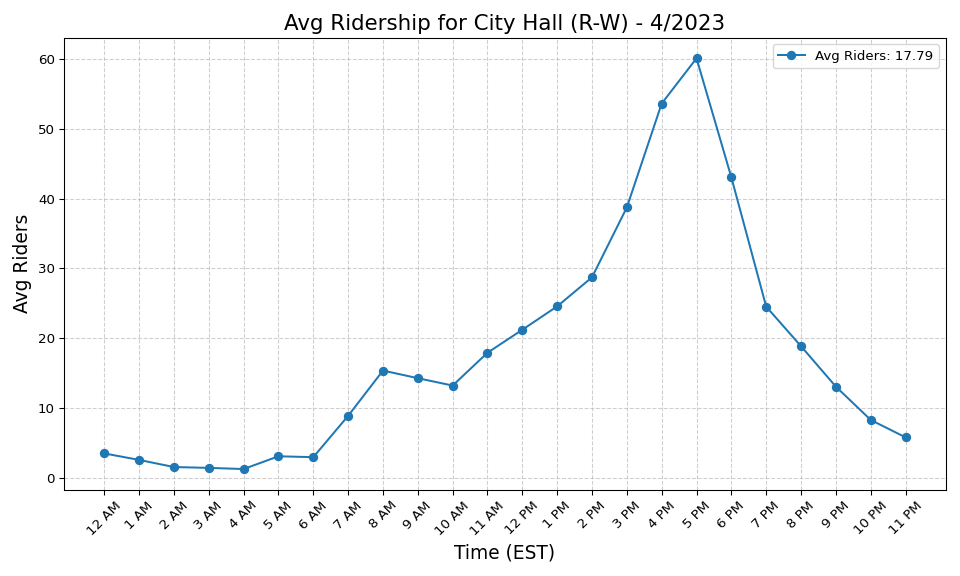 Avg Ridership for City Hall (R-W) - 4/2023
Avg Riders: 17.79
Avg Riders
60
50
40
30
20
10
0
12 AM
1 AM
2 AM
3 AM
4 AM
5 AM
6 AM
7 AM
8 AM
9 AM
10 AM
11 AM
12 PM
1 PM
2 PM
3 PM
4 PM
5 PM
6 PM
7 PM
8 PM
9 PM
10 PM
11 PM
Time (EST)